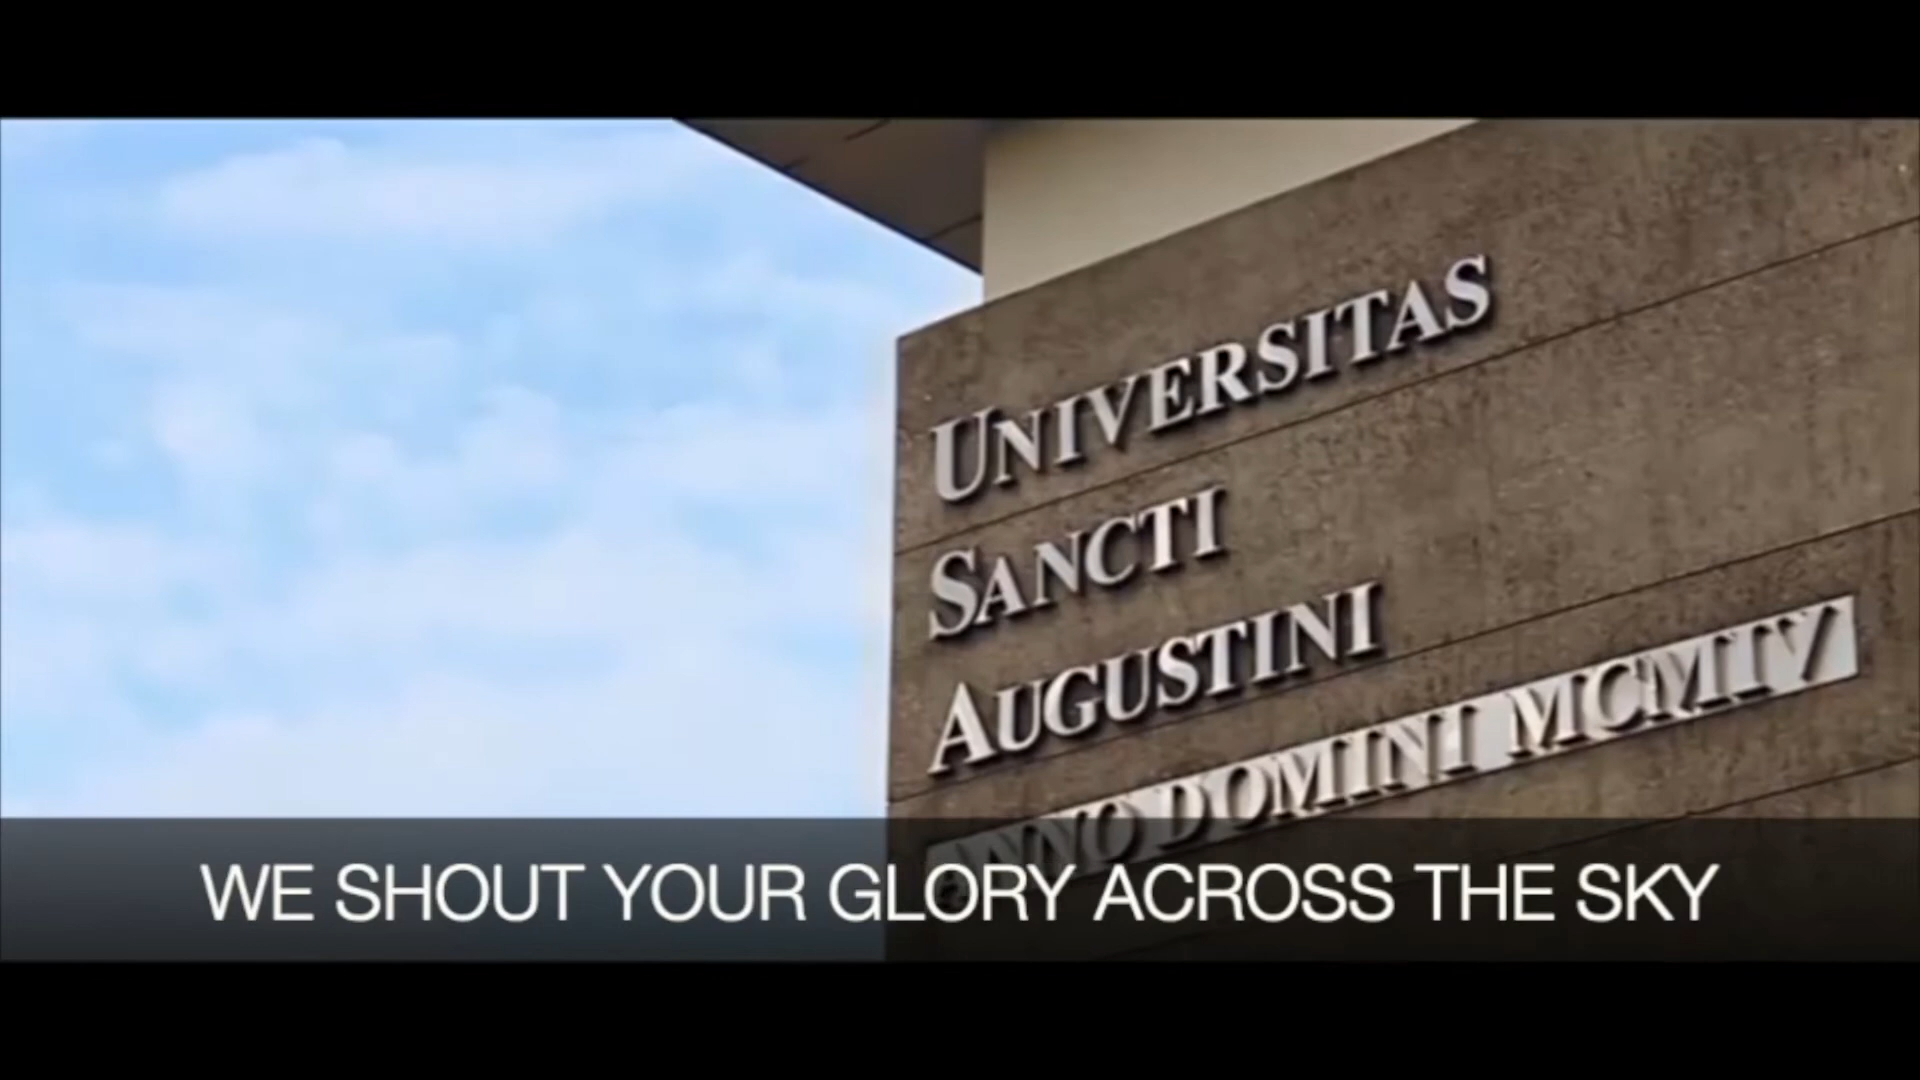 UNIVERSITAS
SANCTI
AUGUSTINI
ANNO DOMINI MCMIV
WE SHOUT YOUR GLORY ACROSS THE SKY